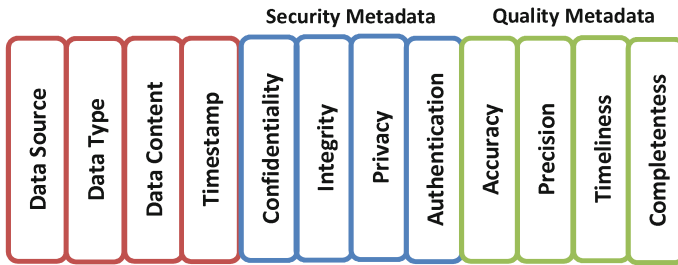 Security Metadata
Quality Metadata
Data Source
Data Type
Data Content
Timestamp
Confidentiality
Integrity
Privacy
Authentication
Accuracy
Precision
Timeliness
Completentess